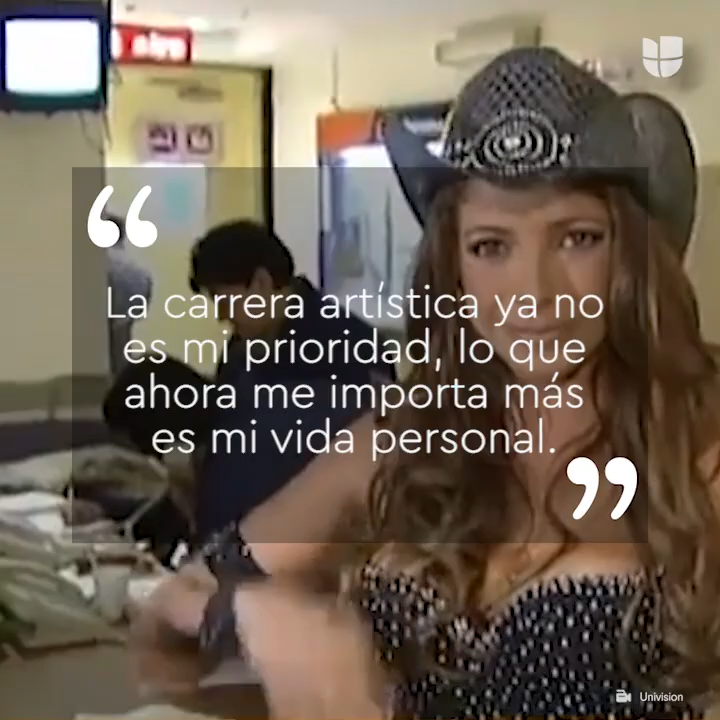 “
La carrera artística ya no
es mi prioridad, lo que
ahora me importa más
es mi vida personal.
”
Univision